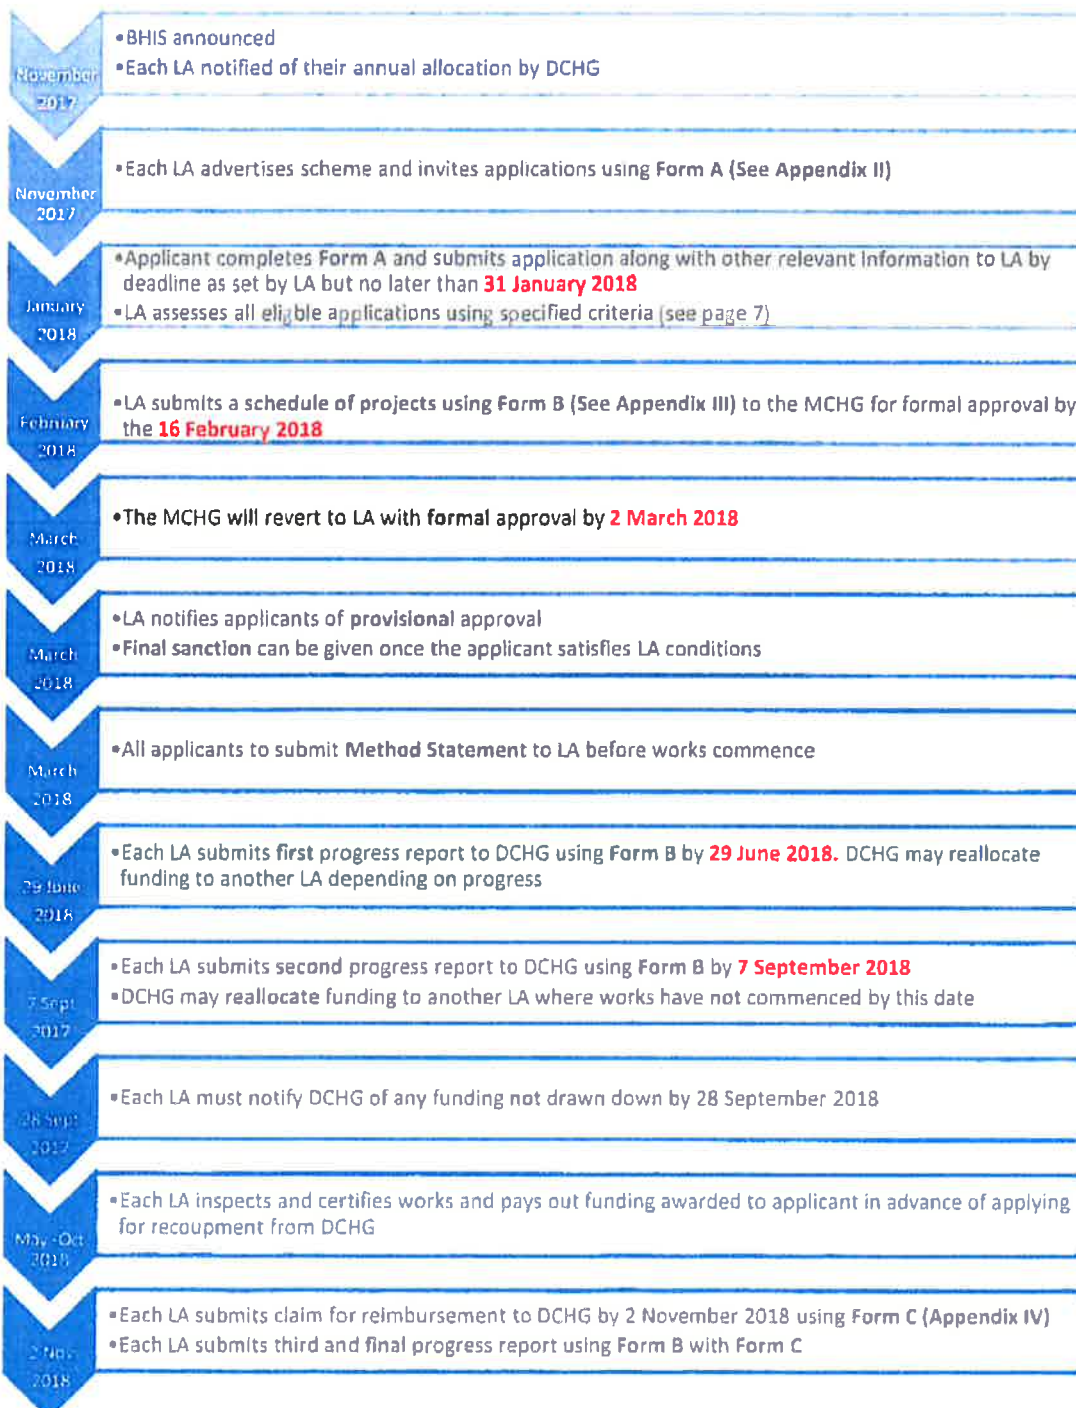 November
2017
•BHIS announced
•Each LA notified of their annual allocation by DCHG
November
2017
•Each LA advertises scheme and invites applications using Form A (See Appendix II)
January
2018
•Applicant completes Form A and submits application along with other relevant Information to LA by
deadline as set by LA but no later than 31 January 2018
•LA assesses all eligible applications using specified criteria (see page 7)
February
2018
•LA submits a schedule of projects using Form B (See Appendix III) to the MCHG for formal approval by
the 16 February 2018
March
2018
•The MCHG will revert to LA with formal approval by 2 March 2018
March
2018
•LA notifies applicants of provisional approval
•Final sanction can be given once the applicant satisfies LA conditions
March
2018
•All applicants to submit Method Statement to LA before works commence
29 June
2018
•Each LA submits first progress report to DCHG using Form B by 29 June 2018. DCHG may reallocate
funding to another LA depending on progress
7 Sept
2017
•Each LA submits second progress report to DCHG using Form B by 7 September 2018
•DCHG may reallocate funding to another LA where works have not commenced by this date
28 Sept
2017
•Each LA must notify DCHG of any funding not drawn down by 28 September 2018
May -Oct
2018
•Each LA inspects and certifies works and pays out funding awarded to applicant in advance of applying
for recoupment from DCHG
2 Nov
2018
•Each LA submits claim for reimbursement to DCHG by 2 November 2018 using Form C (Appendix IV)
•Each LA submits third and final progress report using Form B with Form C